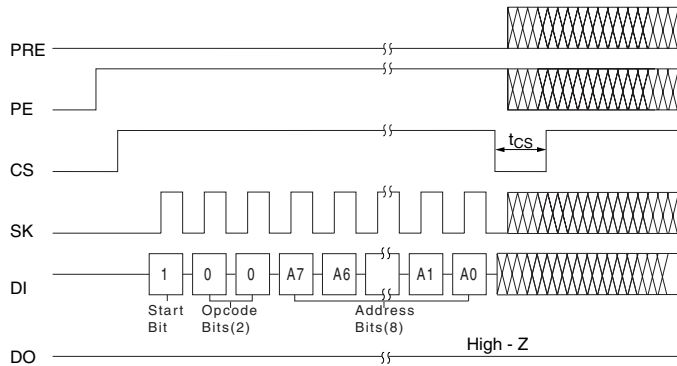 PRE
PE
CS
tCS
SK
DI
1 0 0 A7 A6 A1 A0
Start Bit
Opcode Bits(2)
Address Bits(8)
DO
High - Z